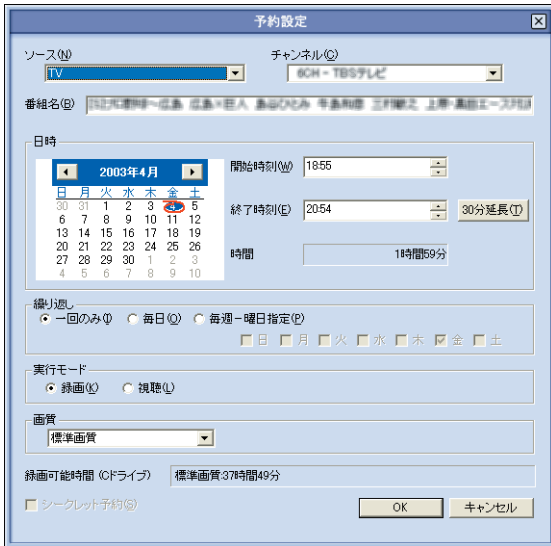 予約設定
ソース(N) チャンネル(C)
TV 6CH - TBSテレビ
番組名(B)
日時
2003年4月
日 月 火 水 木 金 土
30 31 1 2 3 4 5
6 7 8 9 10 11 12
13 14 15 16 17 18 19
20 21 22 23 24 25 26
27 28 29 30 1 2 3
4 5 6 7 8 9 10
開始時刻(W) 18:55
終了時刻(E) 20:54 30分延長(T)
時間 1時間59分
繰り返し
一回のみ(I) 毎日(O) 毎週-曜日指定(P)
日 月 火 水 木 金 土
実行モード
録画(K) 視聴(L)
画質
標準画質
録画可能時間 (Cドライブ) 標準画質:37時間49分
シークレット予約(S) OK キャンセル